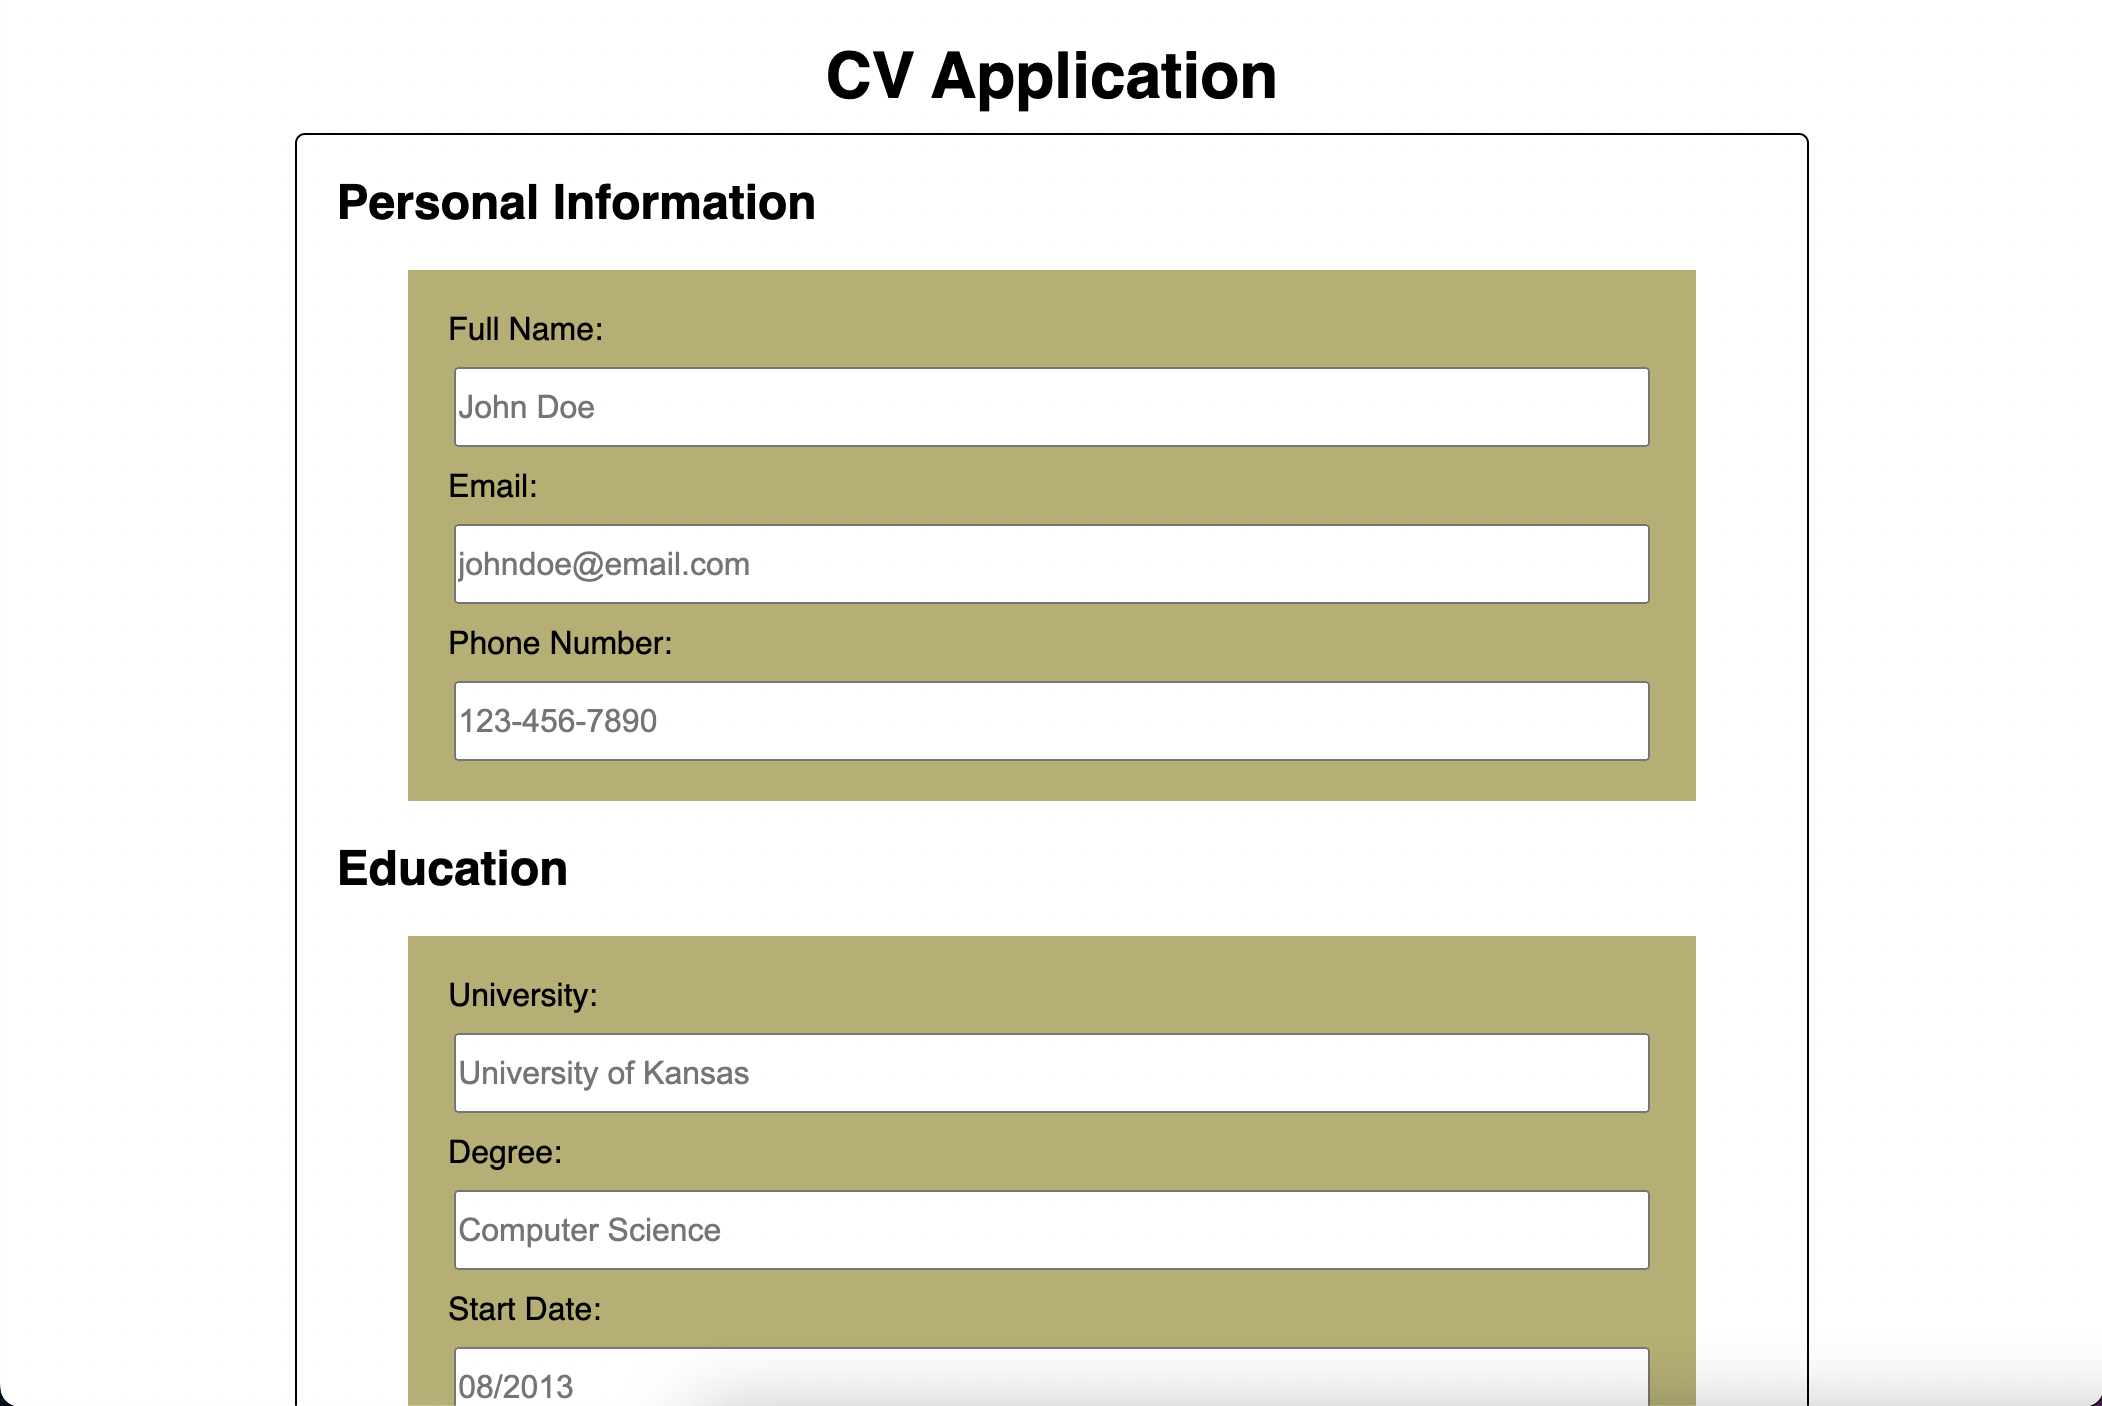 CV Application
Personal Information
Full Name:
John Doe
Email:
johndoe@email.com
Phone Number:
123-456-7890
Education
University:
University of Kansas
Degree:
Computer Science
Start Date:
08/2013